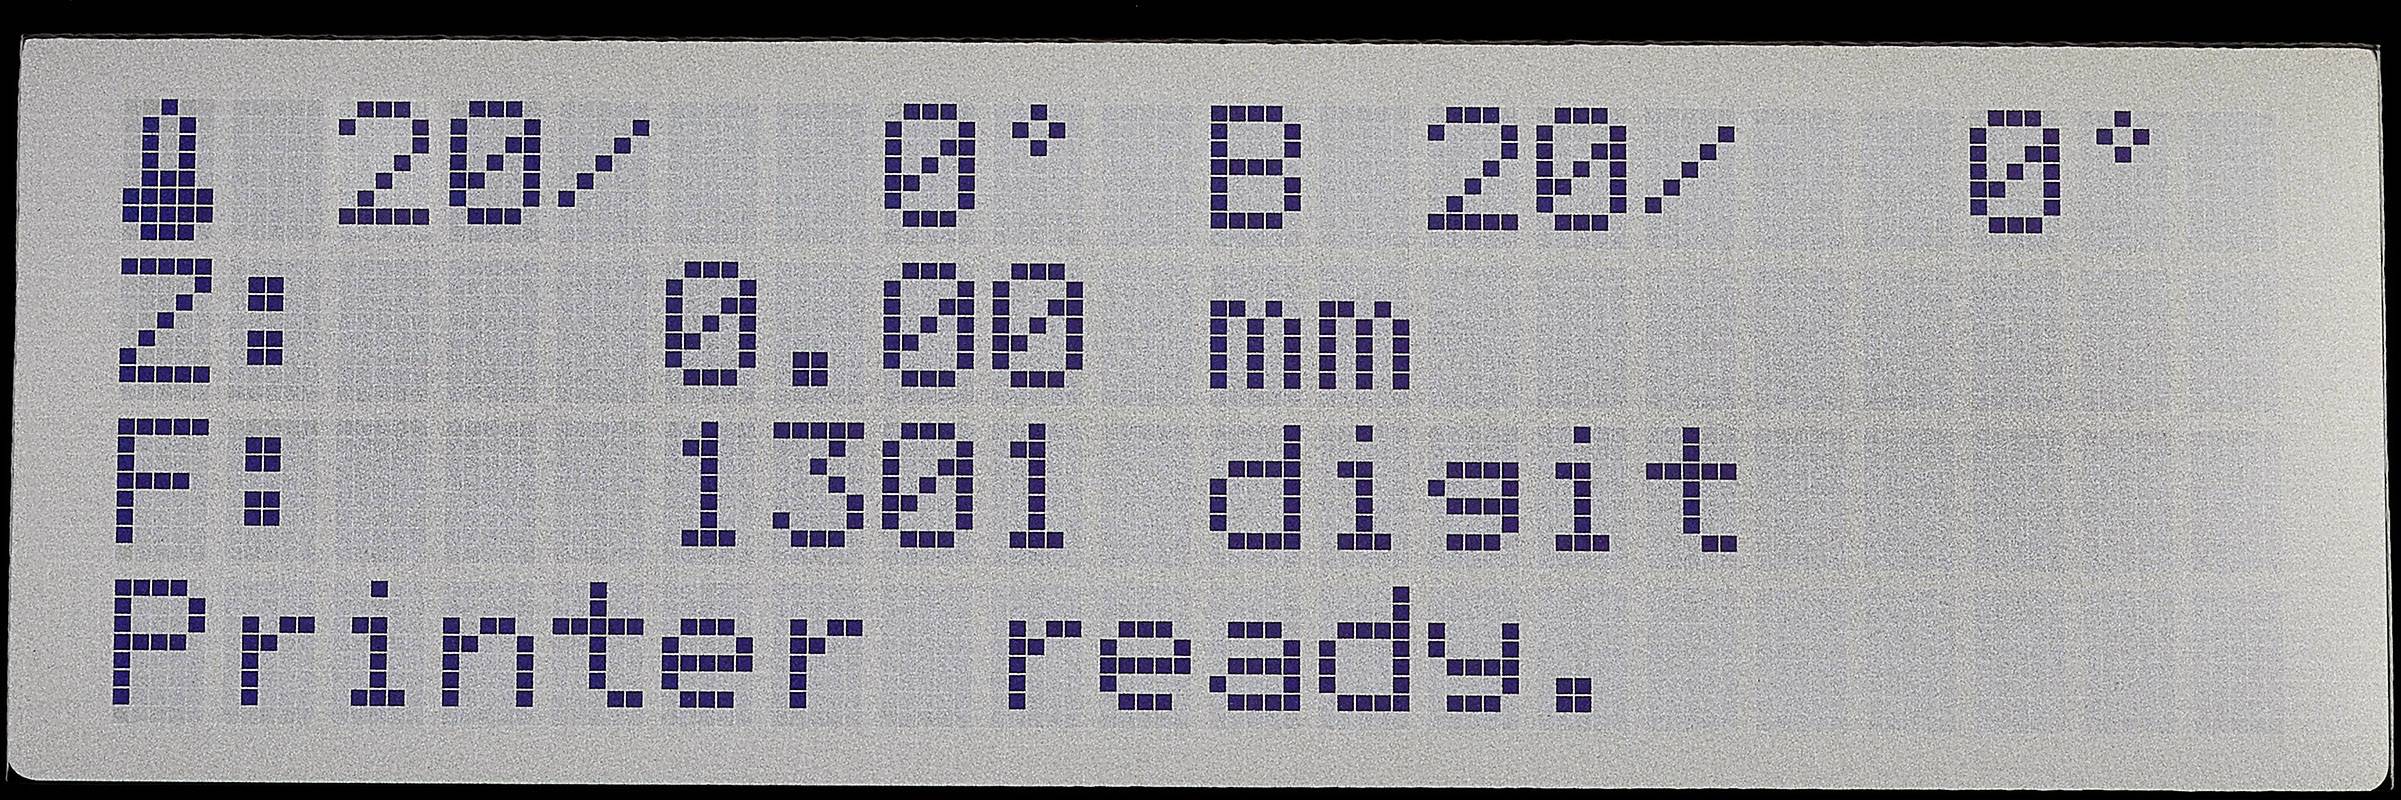 20/ 0° B 20/ 0°
Z: 0.00 mm
F: 1301 digit
Printer ready.